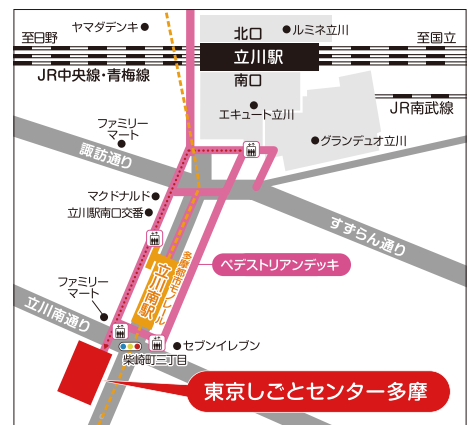 ヤマダデンキ
北口
ルミネ立川
至日野
立川駅
至国立
JR中央線・青梅線
南口
JR南武線
エキュート立川
ファミリー
マート
グランデュオ立川
諏訪通り
マクドナルド
立川駅南口交番
すずらん通り
多摩都市モノレール
立川南駅
ペデストリアンデッキ
ファミリー
マート
立川南通り
セブンイレブン
柴崎町三丁目
東京しごとセンター多摩